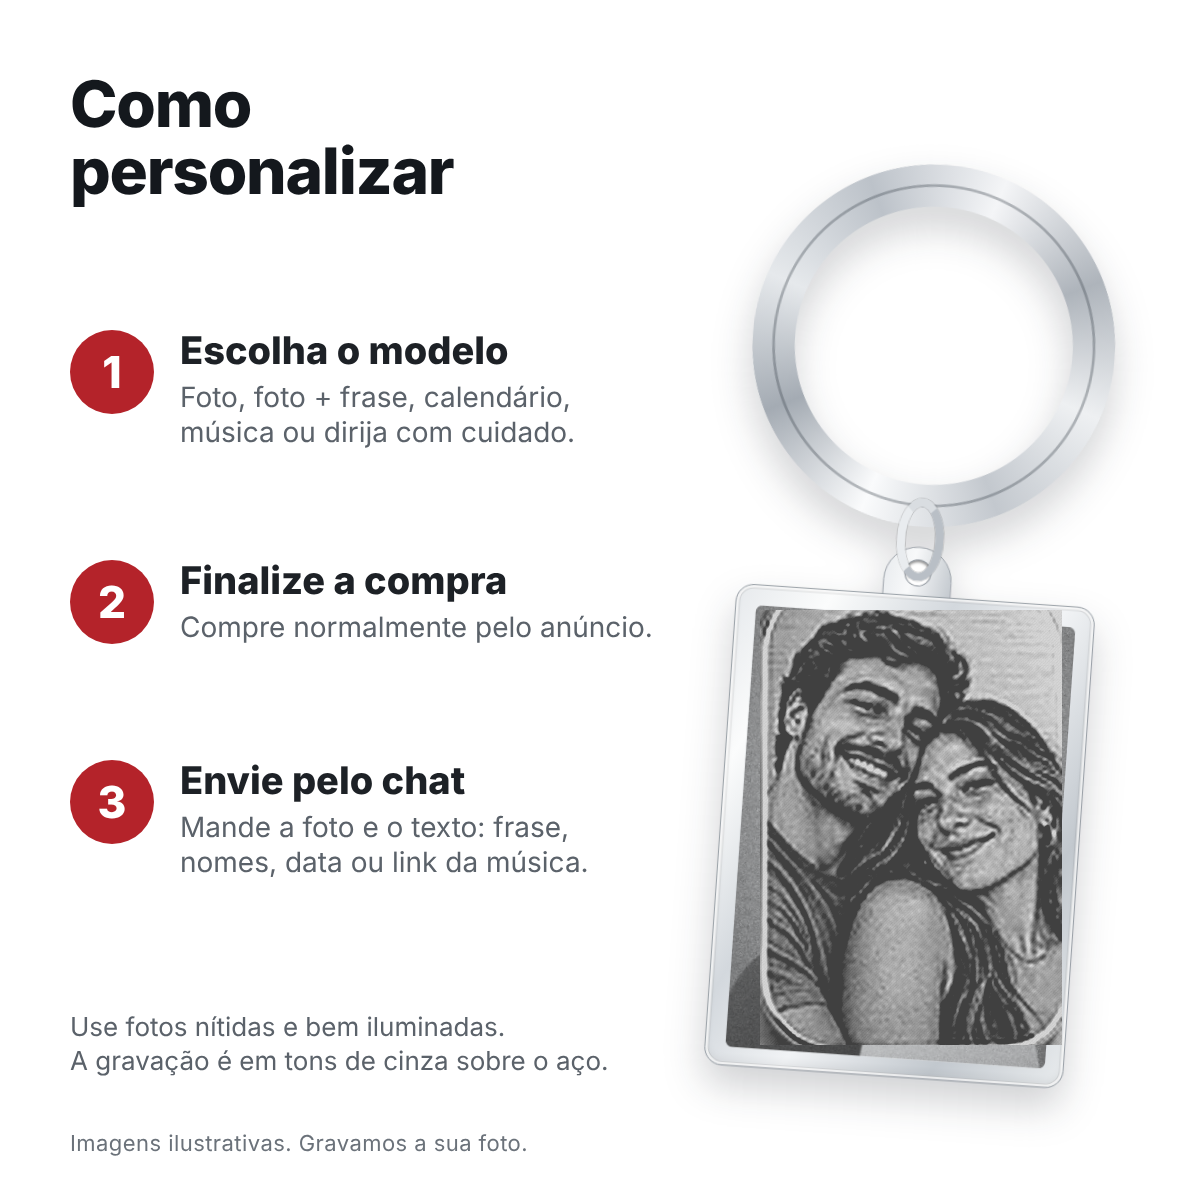 Como
personalizar
1
Escolha o modelo
Foto, foto + frase, calendário,
música ou dirija com cuidado.
2
Finalize a compra
Compre normalmente pelo anúncio.
3
Envie pelo chat
Mande a foto e o texto: frase,
nomes, data ou link da música.
Use fotos nítidas e bem iluminadas.
A gravação é em tons de cinza sobre o aço.
Imagens ilustrativas. Gravamos a sua foto.